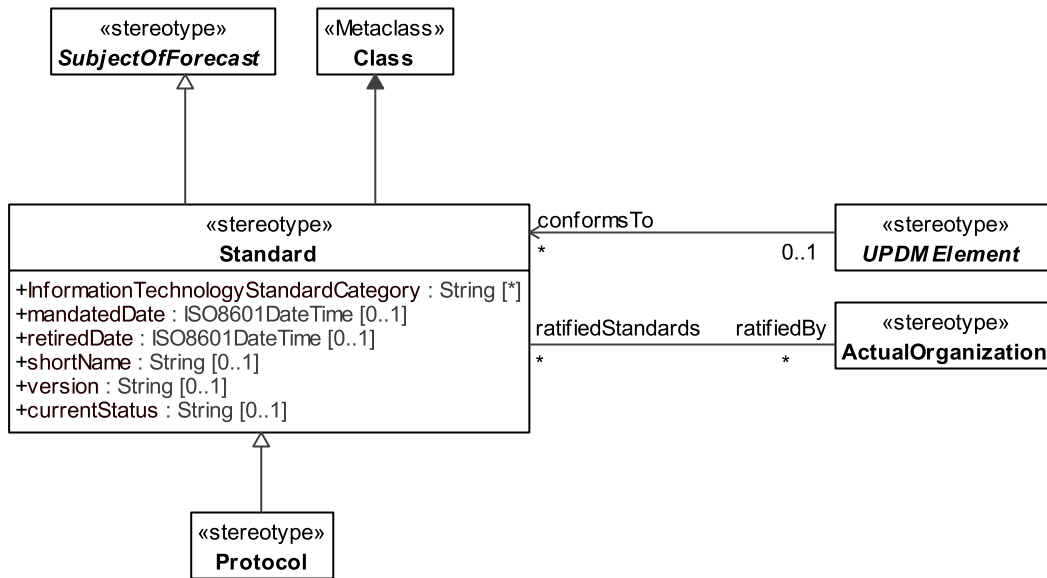 «stereotype»
SubjectOfForecast
«Metaclass»
Class
«stereotype»
Standard
+InformationTechnologyStandardCategory : String [*]
+mandatedDate : ISO8601DateTime [0..1]
+retiredDate : ISO8601DateTime [0..1]
+shortName : String [0..1]
+version : String [0..1]
+currentStatus : String [0..1]
conformsTo
*
0..1
«stereotype»
UPDMElement
ratifiedStandards
*
ratifiedBy
*
«stereotype»
ActualOrganization
«stereotype»
Protocol